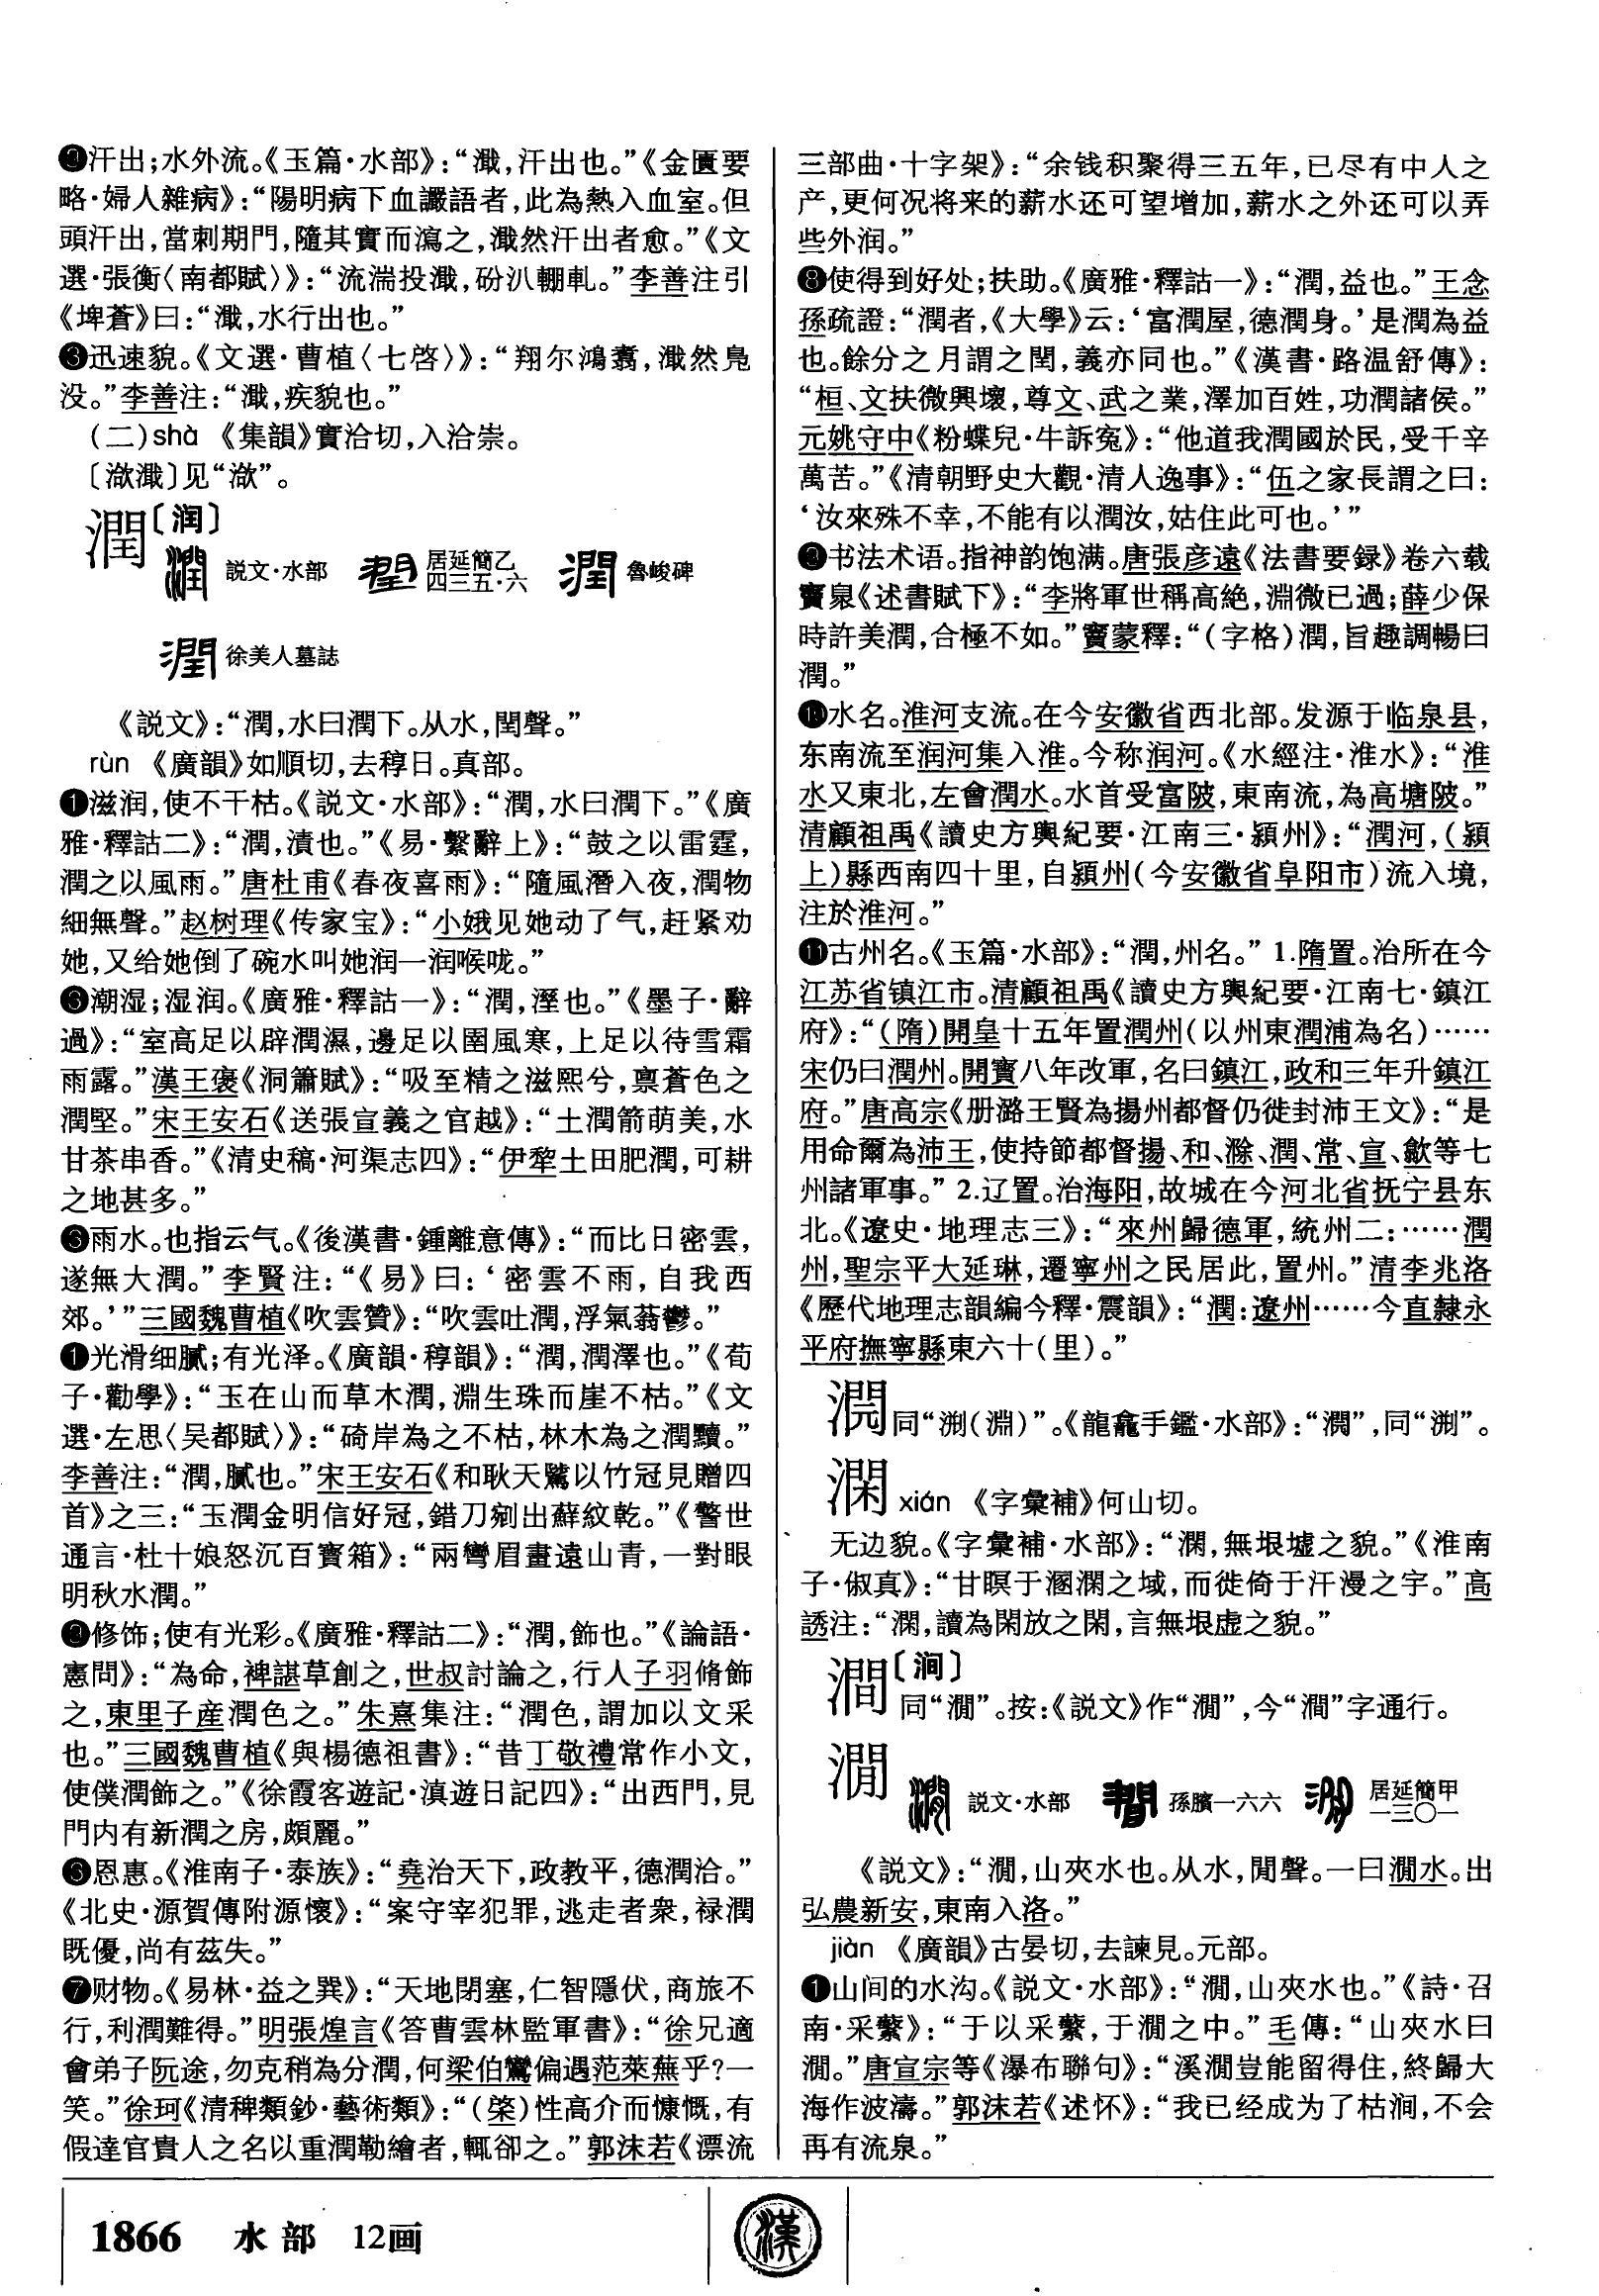 ❷汗出；水外流。《玉篇·水部》：“濈，汗出也。”《金匱要
略·婦人雜病》：“陽明病下血讝語者，此為熱入血室。但
頭汗出，當刺期門，隨其實而瀉之，濈然汗出者愈。”《文
選·張衡〈南都賦〉》：“流湍投濈，砏汃輣軋。”李善注引
《埤蒼》曰：“濈，水行出也。”
❸迅速貌。《文選·曹植〈七啓〉》：“翔尔鴻翥，濈然鳧
没。”李善注：“濈，疾貌也。”
（二）shà 《集韻》實洽切，入洽崇。
〔潝濈〕见“潝”。
潤〔润〕
説文·水部 居延簡乙四三五·六 魯峻碑
徐美人墓誌
《説文》：“潤，水曰潤下。从水，閏聲。”
rùn 《廣韻》如順切，去稕日。真部。
❶滋润，使不干枯。《説文·水部》：“潤，水曰潤下。”《廣
雅·釋詁二》：“潤，漬也。”《易·繫辭上》：“鼓之以雷霆，
潤之以風雨。”唐杜甫《春夜喜雨》：“隨風潛入夜，潤物
細無聲。”赵树理《传家宝》：“小娥见她动了气，赶紧劝
她，又给她倒了碗水叫她润一润喉咙。”
❷潮湿；湿润。《廣雅·釋詁一》：“潤，溼也。”《墨子·辭
過》：“室高足以辟潤濕，邊足以圉風寒，上足以待雪霜
雨露。”漢王褒《洞簫賦》：“吸至精之滋熙兮，稟蒼色之
潤堅。”宋王安石《送張宣義之官越》：“土潤箭萌美，水
甘茶串香。”《清史稿·河渠志四》：“伊犂土田肥潤，可耕
之地甚多。”
❸雨水。也指云气。《後漢書·鍾離意傳》：“而比日密雲，
遂無大潤。”李賢注：“《易》曰：‘密雲不雨，自我西
郊。’”三國魏曹植《吹雲贊》：“吹雲吐潤，浮氣蓊鬱。”
❹光滑细腻；有光泽。《廣韻·稕韻》：“潤，潤澤也。”《荀
子·勸學》：“玉在山而草木潤，淵生珠而崖不枯。”《文
選·左思〈吴都賦〉》：“碕岸為之不枯，林木為之潤黷。”
李善注：“潤，膩也。”宋王安石《和耿天騭以竹冠見贈四
首》之三：“玉潤金明信好冠，錯刀剜出蘚紋乾。”《警世
通言·杜十娘怒沉百寶箱》：“兩彎眉畫遠山青，一對眼
明秋水潤。”
❺修饰；使有光彩。《廣雅·釋詁二》：“潤，飾也。”《論語·
憲問》：“為命，裨諶草創之，世叔討論之，行人子羽脩飾
之，東里子産潤色之。”朱熹集注：“潤色，謂加以文采
也。”三國魏曹植《與楊德祖書》：“昔丁敬禮常作小文，
使僕潤飾之。”《徐霞客遊記·滇遊日記四》：“出西門，見
門内有新潤之房，頗麗。”
❻恩惠。《淮南子·泰族》：“堯治天下，政教平，德潤洽。”
《北史·源賀傳附源懷》：“案守宰犯罪，逃走者衆，禄潤
既優，尚有茲失。”
❼财物。《易林·益之巽》：“天地閉塞，仁智隱伏，商旅不
行，利潤難得。”明張煌言《答曹雲林監軍書》：“徐兄適
會弟子阮途，勿克稍為分潤，何梁伯鸞偏遇范萊蕪乎？一
笑。”徐珂《清稗類鈔·藝術類》：“（棨）性高介而慷慨，有
假達官貴人之名以重潤勒繪者，輒卻之。”郭沫若《漂流
三部曲·十字架》：“余钱积聚得三五年，已尽有中人之
产，更何况将来的薪水还可望增加，薪水之外还可以弄
些外润。”
❽使得到好处；扶助。《廣雅·釋詁一》：“潤，益也。”王念
孫疏證：“潤者，《大學》云：‘富潤屋，德潤身。’是潤為益
也。餘分之月謂之閏，義亦同也。”《漢書·路温舒傳》：
“桓、文扶微興壞，尊文、武之業，澤加百姓，功潤諸侯。”
元姚守中《粉蝶兒·牛訴冤》：“他道我潤國於民，受千辛
萬苦。”《清朝野史大觀·清人逸事》：“伍之家長謂之曰：
‘汝來殊不幸，不能有以潤汝，姑住此可也。’”
❾书法术语。指神韵饱满。唐張彦遠《法書要録》卷六载
竇臮《述書賦下》：“李將軍世稱高絶，淵微已過；薛少保
時許美潤，合極不如。”竇蒙釋：“（字格）潤，旨趣調暢曰
潤。”
❿水名。淮河支流。在今安徽省西北部。发源于临泉县，
东南流至润河集入淮。今称润河。《水經注·淮水》：“淮
水又東北，左會潤水。水首受富陂，東南流，為高塘陂。”
清顧祖禹《讀史方輿紀要·江南三·潁州》：“潤河，（潁
上）縣西南四十里，自潁州（今安徽省阜阳市）流入境，
注於淮河。”
⓫古州名。《玉篇·水部》：“潤，州名。”1.隋置。治所在今
江苏省镇江市。清顧祖禹《讀史方輿紀要·江南七·鎮江
府》：“（隋）開皇十五年置潤州（以州東潤浦為名）……
宋仍曰潤州。開寶八年改軍，名曰鎮江，政和三年升鎮江
府。”唐高宗《册潞王賢為揚州都督仍徙封沛王文》：“是
用命爾為沛王，使持節都督揚、和、滁、潤、常、宣、歙等七
州諸軍事。”2.辽置。治海阳，故城在今河北省抚宁县东
北。《遼史·地理志三》：“來州歸德軍，統州二：……潤
州，聖宗平大延琳，遷寧州之民居此，置州。”清李兆洛
《歷代地理志韻編今釋·震韻》：“潤：遼州……今直隸永
平府撫寧縣東六十（里）。”
同“渆（淵）”。《龍龕手鑑·水部》：“”，同“渆”。
澖 xián 《字彙補》何山切。
无边貌。《字彙補·水部》：“澖，無垠墟之貌。”《淮南
子·俶真》：“甘瞑于溷澖之域，而徙倚于汗漫之宇。”高
誘注：“澖，讀為閑放之閑，言無垠虚之貌。”
澗〔涧〕
同“㵎”。按：《説文》作“㵎”，今“澗”字通行。
㵎 説文·水部 孫臏一六六 居延簡甲一三〇一
《説文》：“㵎，山夾水也。从水，閒聲。一曰㵎水。出
弘農新安，東南入洛。”
jiàn 《廣韻》古晏切，去諫見。元部。
❶山间的水沟。《説文·水部》：“㵎，山夾水也。”《詩·召
南·采蘩》：“于以采蘩，于㵎之中。”毛傳：“山夾水曰
㵎。”唐宣宗等《瀑布聯句》：“溪㵎豈能留得住，終歸大
海作波濤。”郭沫若《述怀》：“我已经成为了枯涧，不会
再有流泉。”
1866 水部 12画
漢